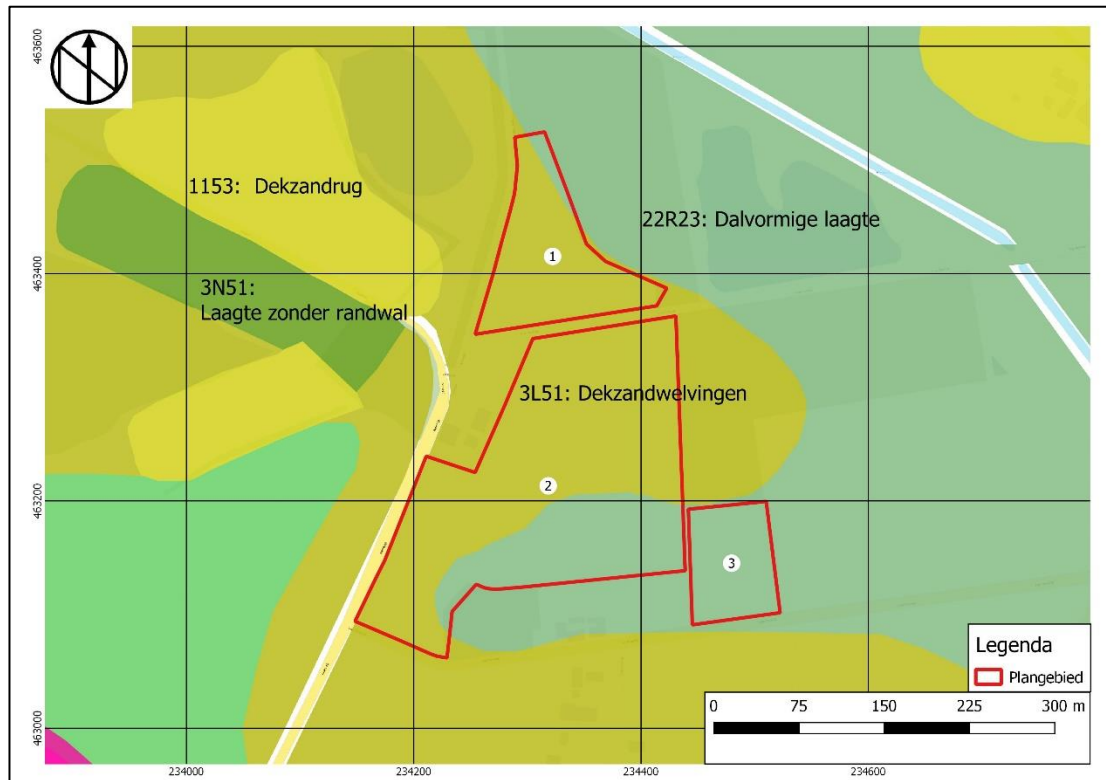 463600
463400
463200
463000
1153: Dekzandrug
22R23: Dalvormige laagte
3N51:
Laagte zonder randwal
3L51: Dekzandwelvingen
1
2
3
Legenda
Plangebied
0 75 150 225 300 m
234000 234200 234400 234600